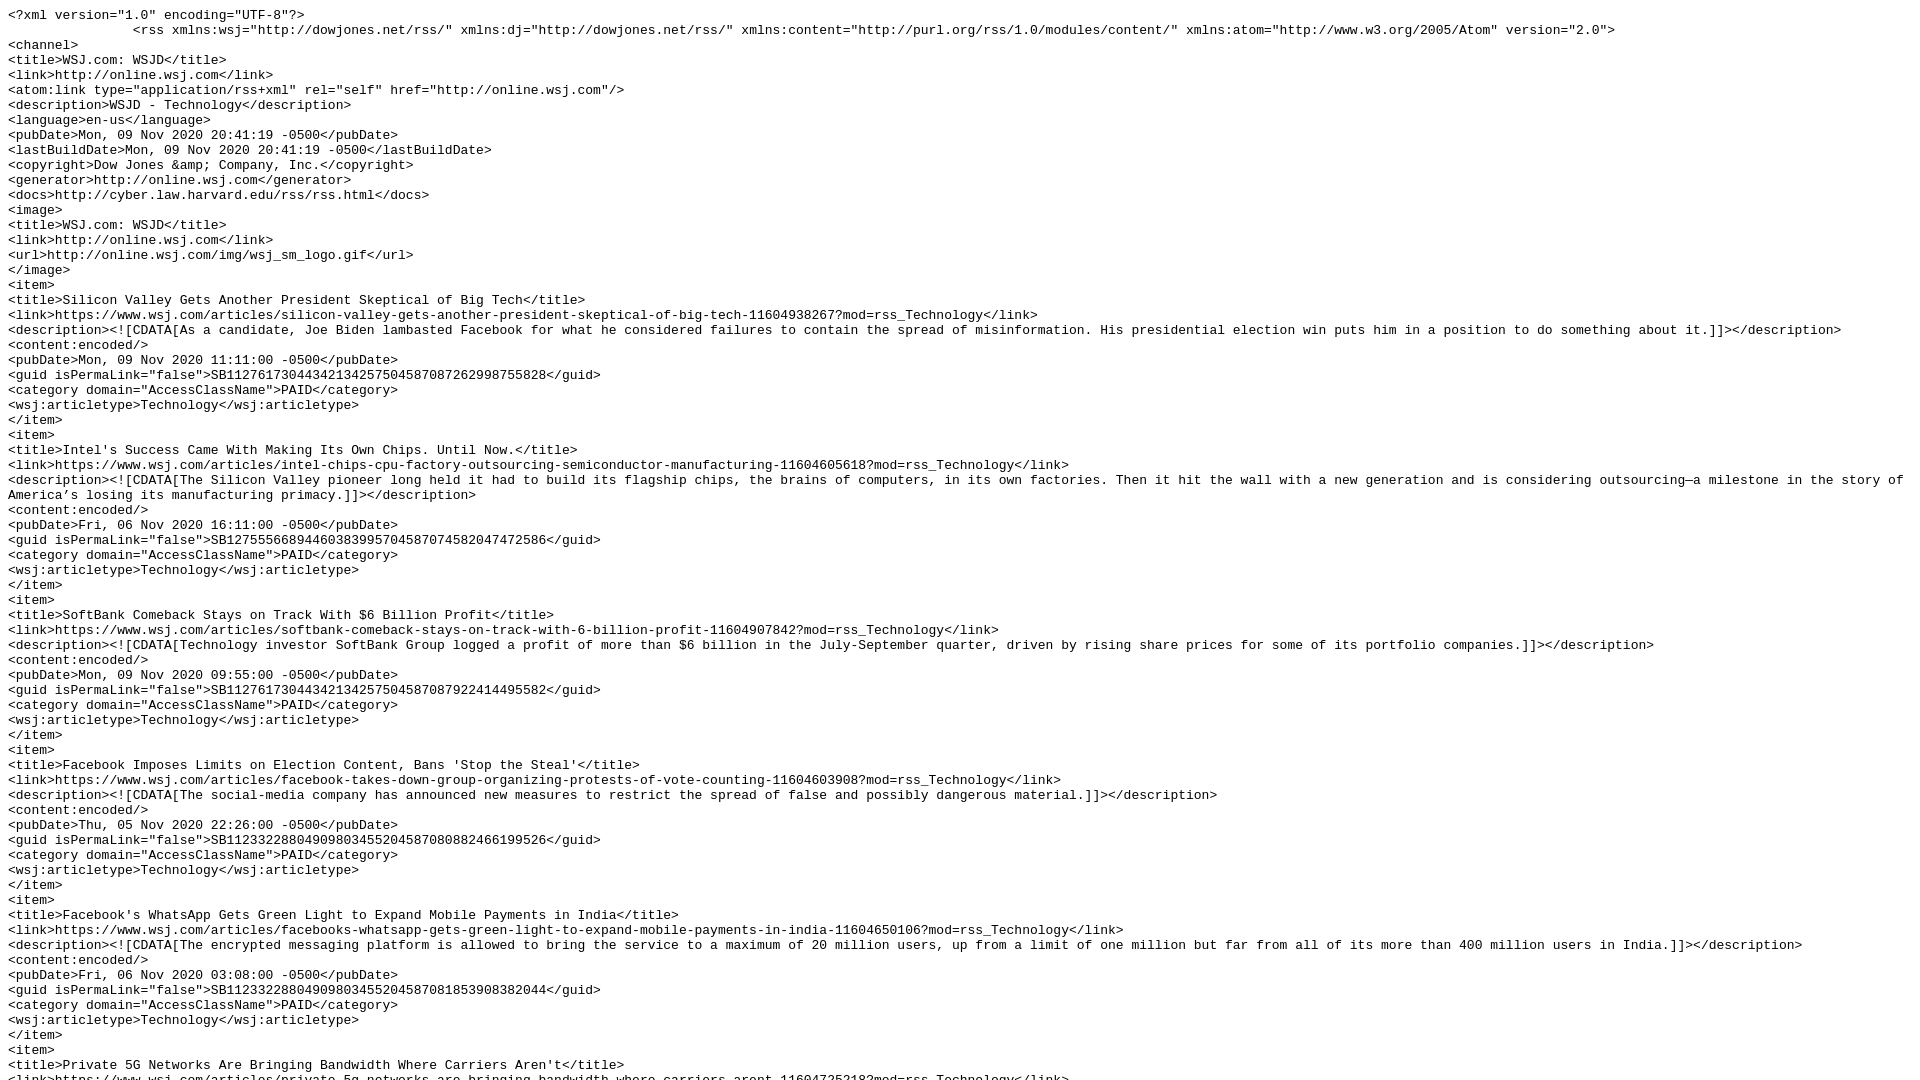 <?xml version="1.0" encoding="UTF-8"?>
<rss xmlns:wsj="http://dowjones.net/rss/" xmlns:dj="http://dowjones.net/rss/" xmlns:content="http://purl.org/rss/1.0/modules/content/" xmlns:atom="http://www.w3.org/2005/Atom" version="2.0">
<channel>
<title>WSJ.com: WSJD</title>
<link>http://online.wsj.com</link>
<atom:link type="application/rss+xml" rel="self" href="http://online.wsj.com"/>
<description>WSJD - Technology</description>
<language>en-us</language>
<pubDate>Mon, 09 Nov 2020 20:41:19 -0500</pubDate>
<lastBuildDate>Mon, 09 Nov 2020 20:41:19 -0500</lastBuildDate>
<copyright>Dow Jones &amp; Company, Inc.</copyright>
<generator>http://online.wsj.com</generator>
<docs>http://cyber.law.harvard.edu/rss/rss.html</docs>
<image>
<title>WSJ.com: WSJD</title>
<link>http://online.wsj.com</link>
<url>http://online.wsj.com/img/wsj_sm_logo.gif</url>
</image>
<item>
<title>Silicon Valley Gets Another President Skeptical of Big Tech</title>
<link>https://www.wsj.com/articles/silicon-valley-gets-another-president-skeptical-of-big-tech-11604938267?mod=rss_Technology</link>
<description><![CDATA[As a candidate, Joe Biden lambasted Facebook for what he considered failures to contain the spread of misinformation. His presidential election win puts him in a position to do something about it.]]></description>
<content:encoded/>
<pubDate>Mon, 09 Nov 2020 11:11:00 -0500</pubDate>
<guid isPermaLink="false">SB11276173044342134257504587087262998755828</guid>
<category domain="AccessClassName">PAID</category>
<wsj:articletype>Technology</wsj:articletype>
</item>
<item>
<title>Intel's Success Came With Making Its Own Chips. Until Now.</title>
<link>https://www.wsj.com/articles/intel-chips-cpu-factory-outsourcing-semiconductor-manufacturing-11604605618?mod=rss_Technology</link>
<description><![CDATA[The Silicon Valley pioneer long held it had to build its flagship chips, the brains of computers, in its own factories. Then it hit the wall with a new generation and is considering outsourcing—a milestone in the story of
America’s losing its manufacturing primacy.]]></description>
<content:encoded/>
<pubDate>Fri, 06 Nov 2020 16:11:00 -0500</pubDate>
<guid isPermaLink="false">SB12755566894460383995704587074582047472586</guid>
<category domain="AccessClassName">PAID</category>
<wsj:articletype>Technology</wsj:articletype>
</item>
<item>
<title>SoftBank Comeback Stays on Track With $6 Billion Profit</title>
<link>https://www.wsj.com/articles/softbank-comeback-stays-on-track-with-6-billion-profit-11604907842?mod=rss_Technology</link>
<description><![CDATA[Technology investor SoftBank Group logged a profit of more than $6 billion in the July-September quarter, driven by rising share prices for some of its portfolio companies.]]></description>
<content:encoded/>
<pubDate>Mon, 09 Nov 2020 09:55:00 -0500</pubDate>
<guid isPermaLink="false">SB11276173044342134257504587087922414495582</guid>
<category domain="AccessClassName">PAID</category>
<wsj:articletype>Technology</wsj:articletype>
</item>
<item>
<title>Facebook Imposes Limits on Election Content, Bans 'Stop the Steal'</title>
<link>https://www.wsj.com/articles/facebook-takes-down-group-organizing-protests-of-vote-counting-11604603908?mod=rss_Technology</link>
<description><![CDATA[The social-media company has announced new measures to restrict the spread of false and possibly dangerous material.]]></description>
<content:encoded/>
<pubDate>Thu, 05 Nov 2020 22:26:00 -0500</pubDate>
<guid isPermaLink="false">SB11233228804909803455204587080882466199526</guid>
<category domain="AccessClassName">PAID</category>
<wsj:articletype>Technology</wsj:articletype>
</item>
<item>
<title>Facebook's WhatsApp Gets Green Light to Expand Mobile Payments in India</title>
<link>https://www.wsj.com/articles/facebooks-whatsapp-gets-green-light-to-expand-mobile-payments-in-india-11604650106?mod=rss_Technology</link>
<description><![CDATA[The encrypted messaging platform is allowed to bring the service to a maximum of 20 million users, up from a limit of one million but far from all of its more than 400 million users in India.]]></description>
<content:encoded/>
<pubDate>Fri, 06 Nov 2020 03:08:00 -0500</pubDate>
<guid isPermaLink="false">SB11233228804909803455204587081853908382044</guid>
<category domain="AccessClassName">PAID</category>
<wsj:articletype>Technology</wsj:articletype>
</item>
<item>
<title>Private 5G Networks Are Bringing Bandwidth Where Carriers Aren't</title>
<link>https://www.wsj.com/articles/private-5g-networks-are-bringing-bandwidth-where-carriers-arent-11604725218?mod=rss_Technology</link>